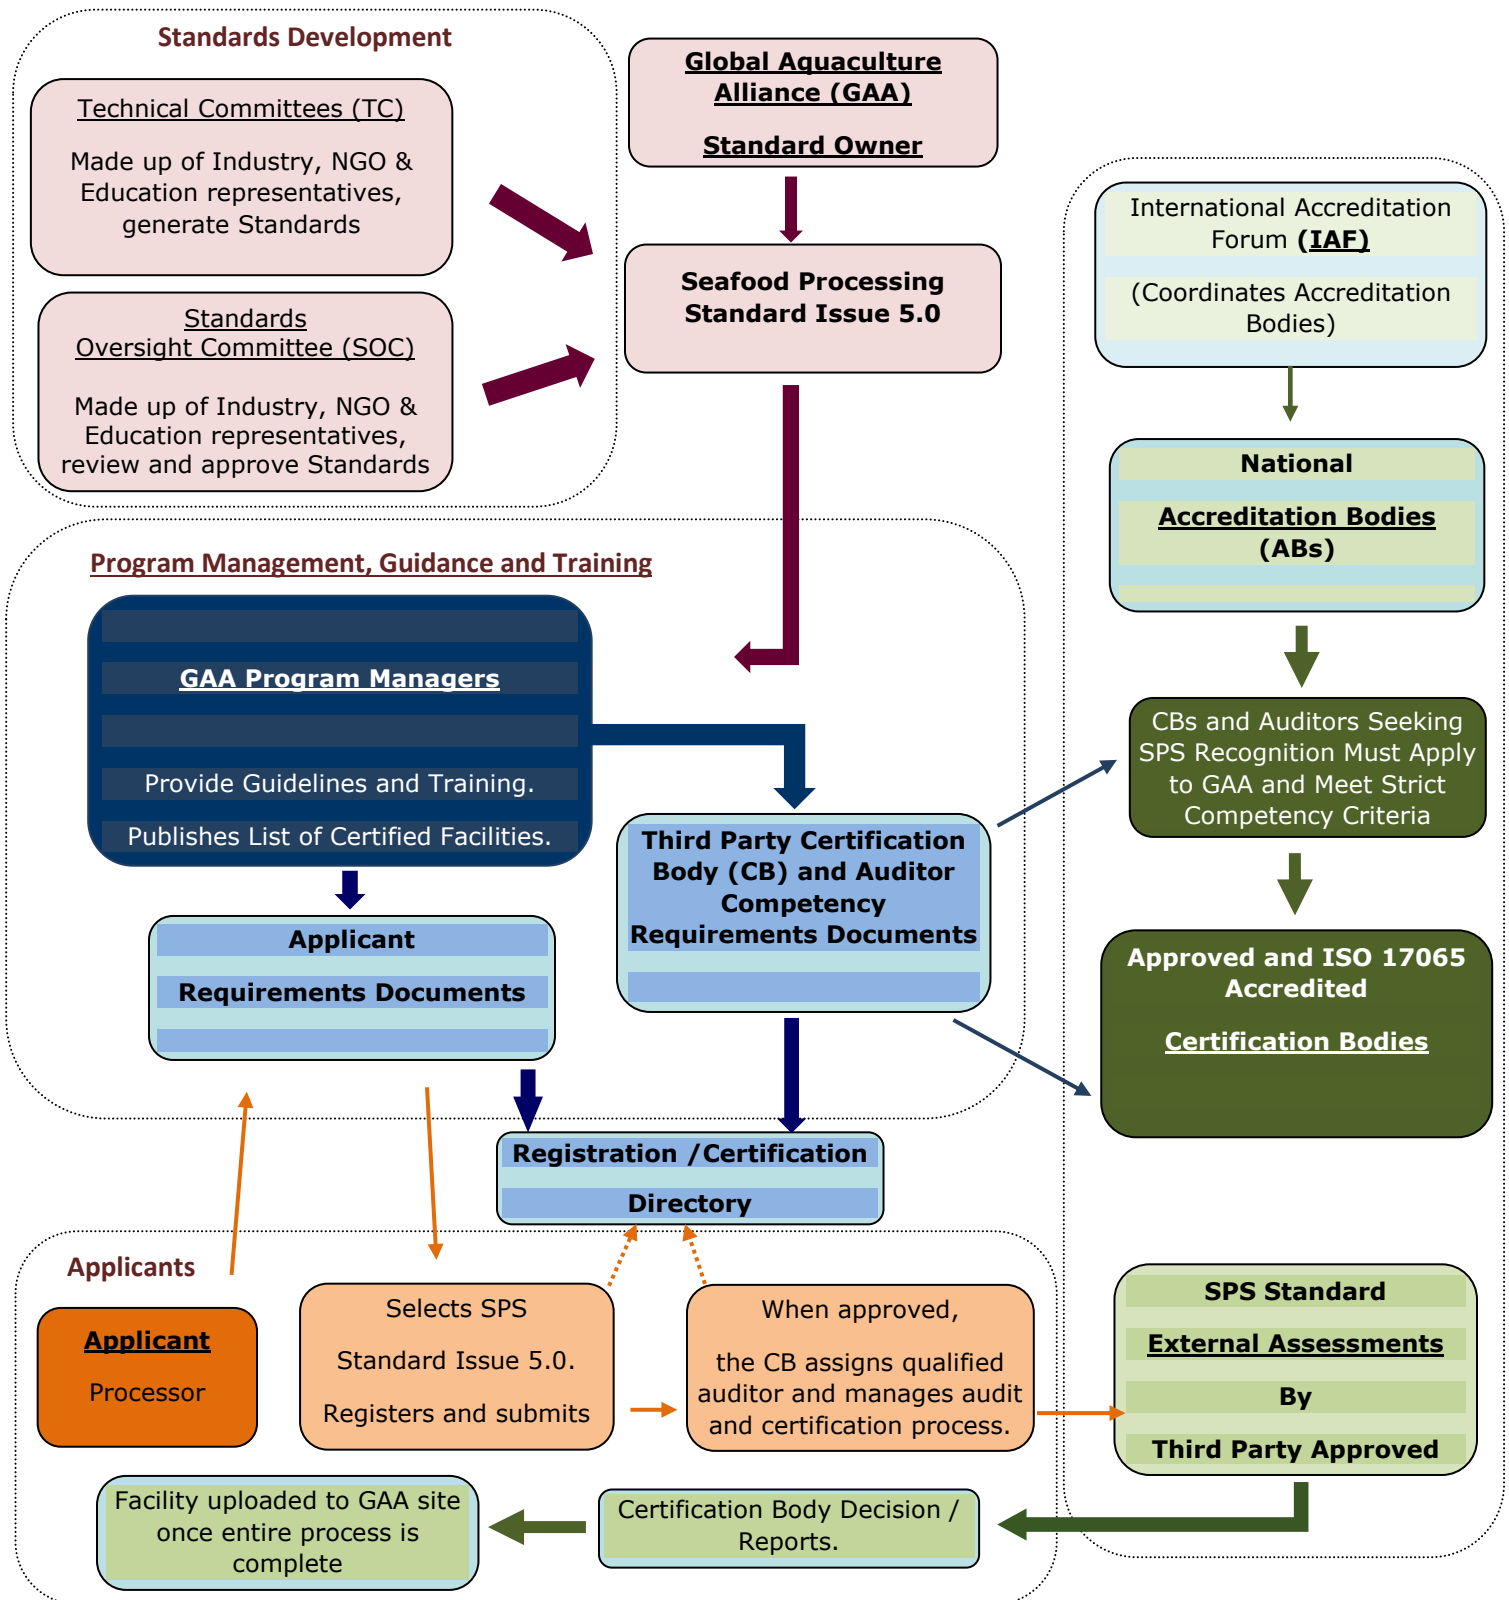 Standards Development
Technical Committees (TC)
Made up of Industry, NGO &
Education representatives,
generate Standards
Standards
Oversight Committee (SOC)
Made up of Industry, NGO &
Education representatives,
review and approve Standards
Global Aquaculture
Alliance (GAA)
Standard Owner
Seafood Processing
Standard Issue 5.0
International Accreditation
Forum (IAF)
(Coordinates Accreditation
Bodies)
National
Accreditation Bodies
(ABs)
CBs and Auditors Seeking
SPS Recognition Must Apply
to GAA and Meet Strict
Competency Criteria
Approved and ISO 17065
Accredited
Certification Bodies
Program Management, Guidance and Training
GAA Program Managers
Provide Guidelines and Training.
Publishes List of Certified Facilities.
Third Party Certification
Body (CB) and Auditor
Competency
Requirements Documents
Applicant
Requirements Documents
Registration /Certification
Directory
Applicants
Applicant
Processor
Selects SPS
Standard Issue 5.0.
Registers and submits
When approved,
the CB assigns qualified
auditor and manages audit
and certification process.
SPS Standard
External Assessments
By
Third Party Approved
Certification Body Decision /
Reports.
Facility uploaded to GAA site
once entire process is
complete